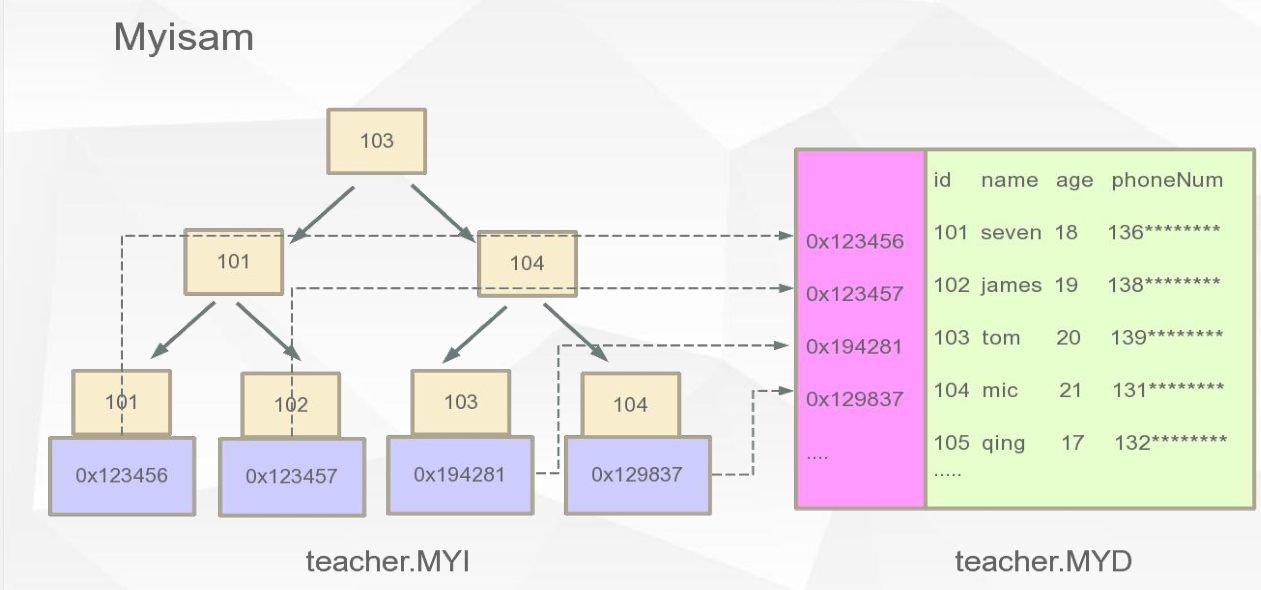 Myisam
103
101
104
101
102
103
104
0x123456
0x123457
0x194281
0x129837
teacher.MYI
id name age phoneNum
0x123456 101 seven 18 136********
0x123457 102 james 19 138********
0x194281 103 tom 20 139********
0x129837 104 mic 21 131********
105 qing 17 132********
....
.....
teacher.MYD